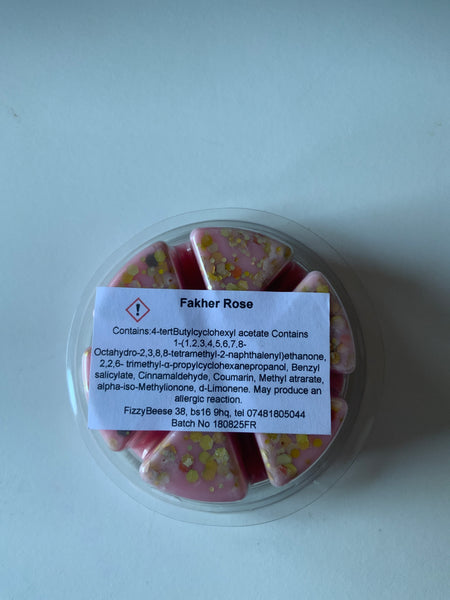 Fakher Rose
Contains:4-tertButylcyclohexyl acetate Contains
1-(1.2.3,4,5,6,7,8-
Octahydro-2,3,8,8-tetramethyl-2-naphthalenyl)ethanone,
2,2,6- trimethyl-α-propylcyclohexanepropanol, Benzyl
salicylate, Cinnamaldehyde, Coumarin, Methyl atrarate,
alpha-iso-Methylionone, d-Limonene. May produce an
allergic reaction.
FizzyBeese 38, bs16 9hq, tel 07481805044
Batch No 180825FR